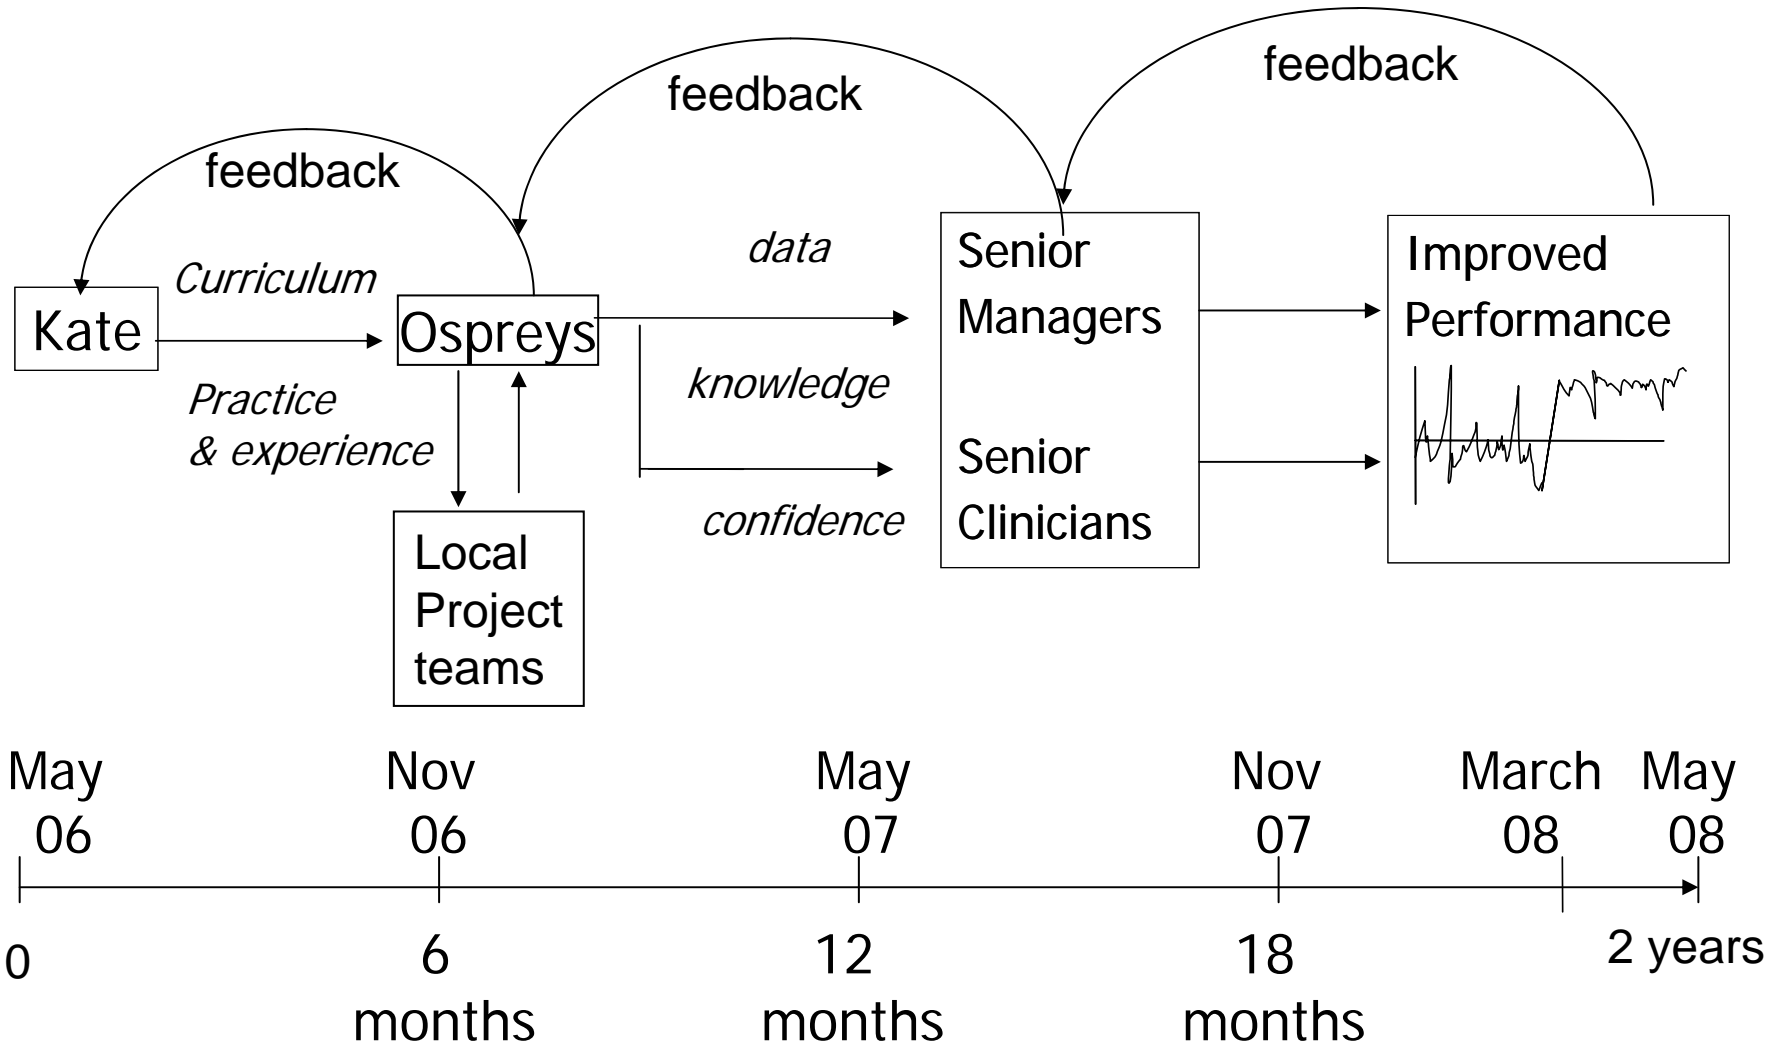 feedback
feedback
feedback
Curriculum
Kate
Practice
& experience
Ospreys
Local
Project
teams
data
knowledge
confidence
Senior
Managers
Senior
Clinicians
Improved
Performance
May
06
Nov
06
May
07
Nov
07
March
08
May
08
0
6
months
12
months
18
months
2 years